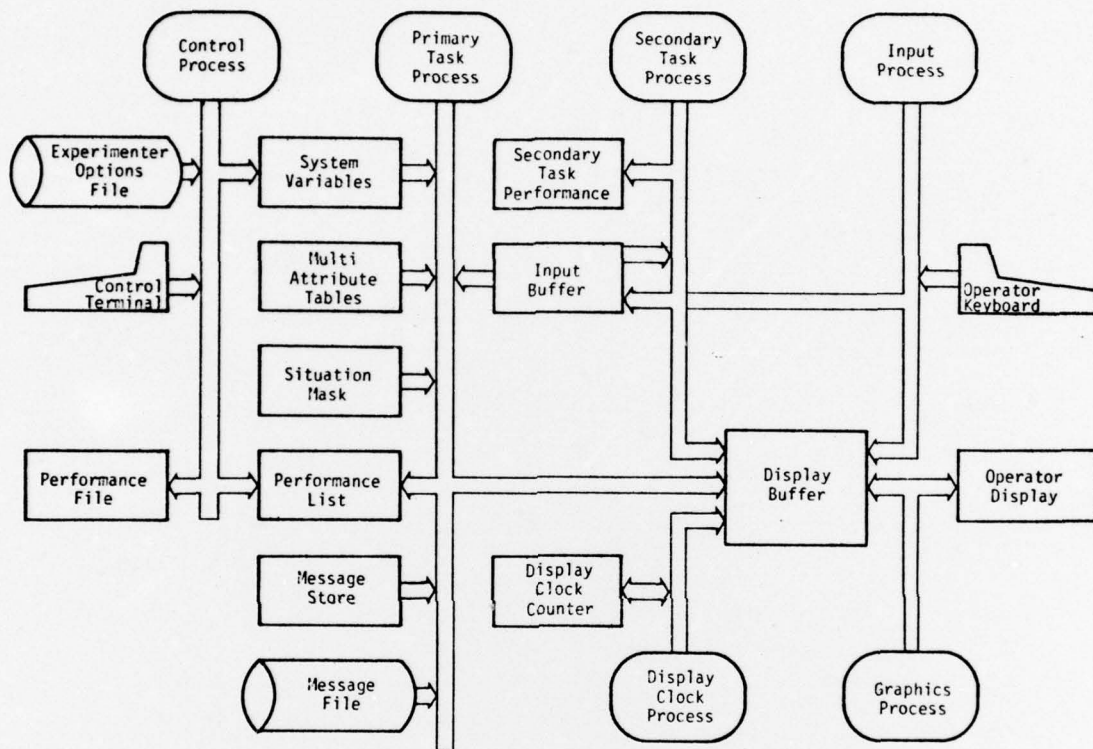 Control
Process
Primary
Task
Process
Secondary
Task
Process
Input
Process
Experimenter
Options
File
System
Variables
Secondary
Task
Performance
Control
Terminal
Multi
Attribute
Tables
Input
Buffer
Operator
Keyboard
Situation
Mask
Performance
File
Performance
List
Display
Buffer
Operator
Display
Message
Store
Display
Clock
Counter
Message
File
Display
Clock
Process
Graphics
Process